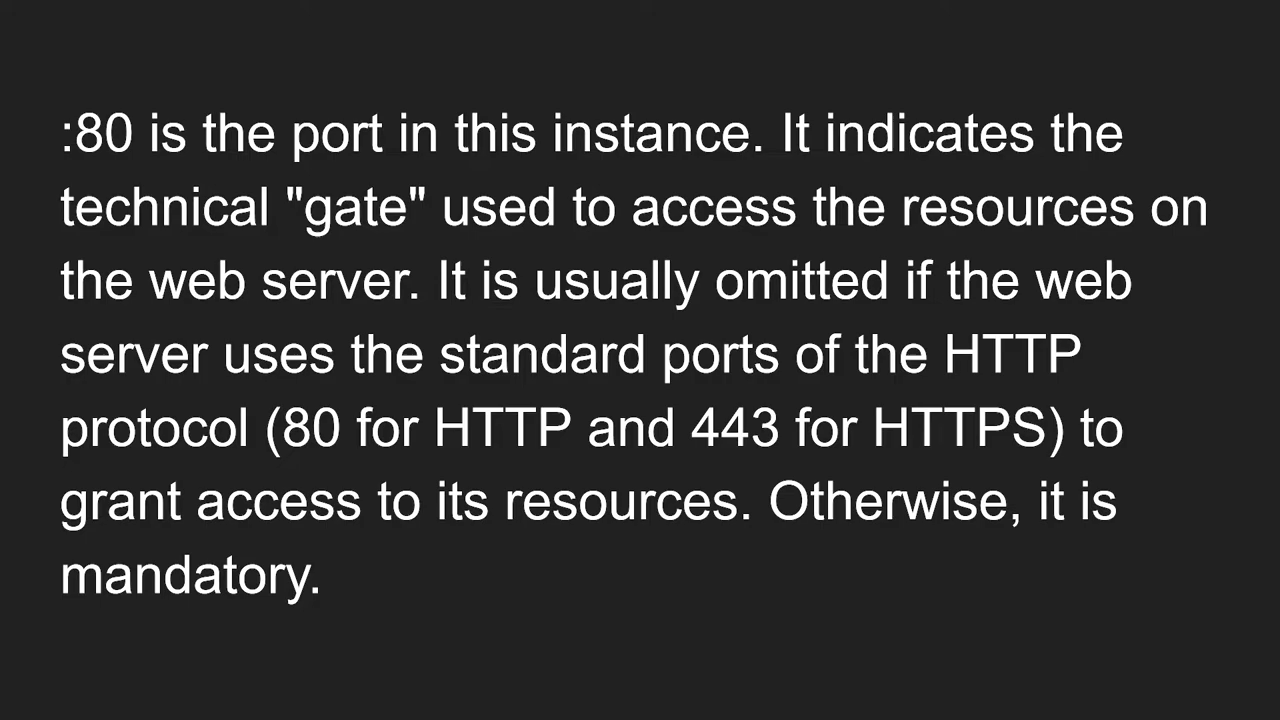 :80 is the port in this instance. It indicates the
technical "gate" used to access the resources on
the web server. It is usually omitted if the web
server uses the standard ports of the HTTP
protocol (80 for HTTP and 443 for HTTPS) to
grant access to its resources. Otherwise, it is
mandatory.